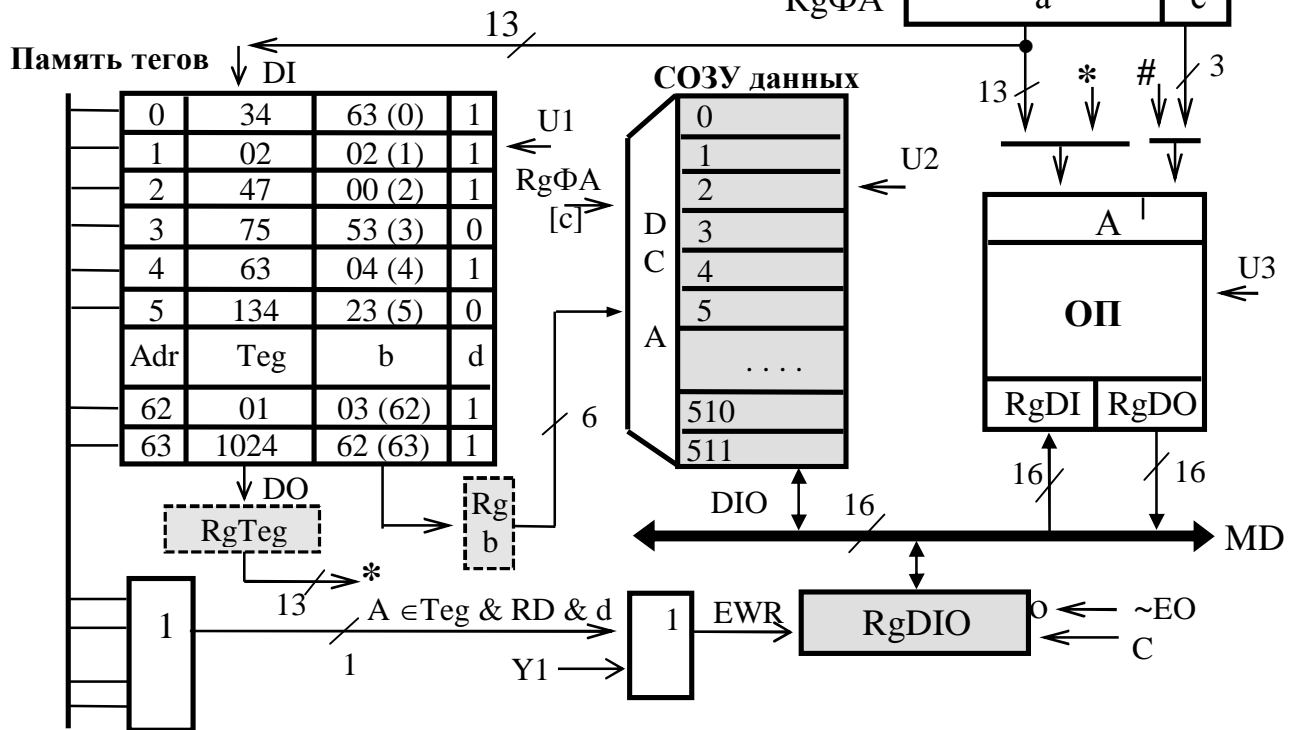 RgФА a c
13
Память тегов
DI
СОЗУ данных
13 * # 3
0 34 63 (0) 1
1 02 02 (1) 1
2 47 00 (2) 1
3 75 53 (3) 0
4 63 04 (4) 1
5 134 23 (5) 0
Adr Teg b d
62 01 03 (62) 1
63 1024 62 (63) 1
U1
RgФА
[c]
D
C
A
0
1
2
3
4
5
. . . .
510
511
U2
A
ОП
RgDI RgDO
U3
6
DO
RgTeg
Rg
b
DIO
16
16
16
MD
13
*
1
A ∈Teg & RD & d
1
Y1
1
EWR
RgDIO
o
~EO
C